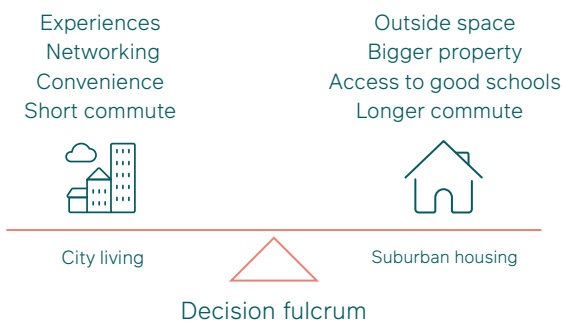 Experiences
Networking
Convenience
Short commute
Outside space
Bigger property
Access to good schools
Longer commute
City living
Suburban housing
Decision fulcrum